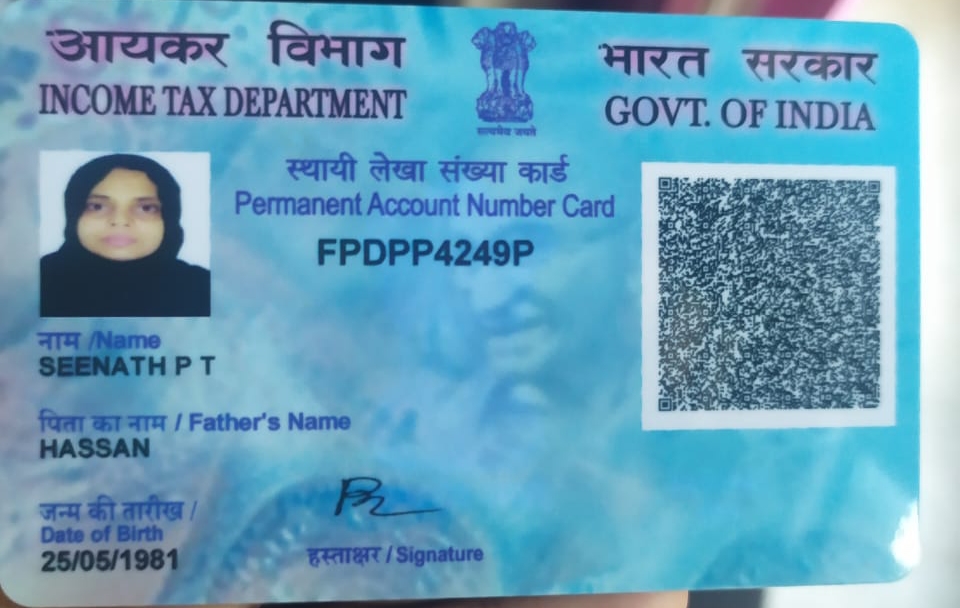 आयकर विभाग
INCOME TAX DEPARTMENT
सत्यमेव जयते
भारत सरकार
GOVT. OF INDIA
स्थायी लेखा संख्या कार्ड
Permanent Account Number Card
FPDPP4249P
नाम /Name
SEENATH P T
पिता का नाम / Father's Name
HASSAN
जन्म की तारीख /
Date of Birth
25/05/1981
हस्ताक्षर / Signature